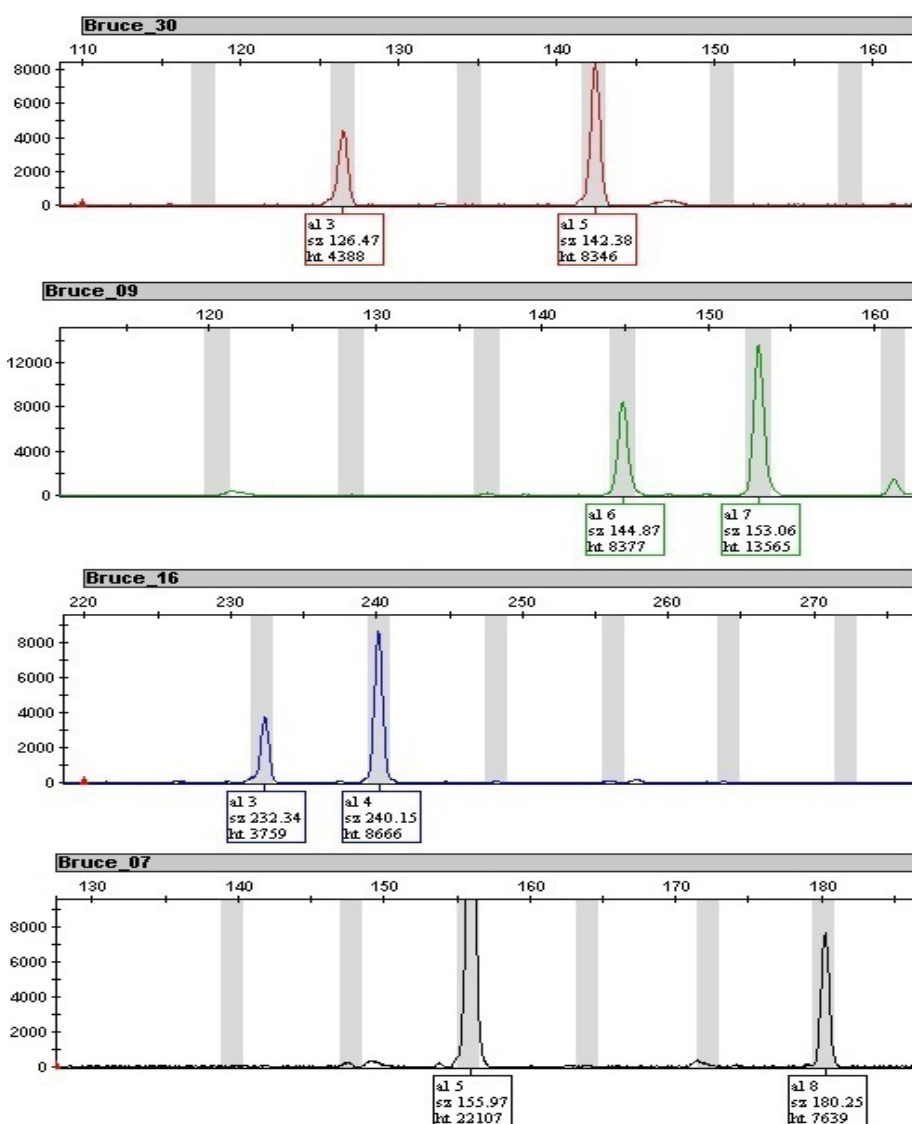 Bruce_30
110 120 130 140 150 160
8000
6000
4000
2000
0
al 3
sz 126.47
ht 4388
al 5
sz 142.38
ht 8346
Bruce_09
120 130 140 150 160
12000
8000
4000
0
al 6
sz 144.87
ht 8377
al 7
sz 153.06
ht 13565
Bruce_16
220 230 240 250 260 270
8000
6000
4000
2000
0
al 3
sz 232.34
ht 3759
al 4
sz 240.15
ht 8666
Bruce_07
130 140 150 160 170 180
8000
6000
4000
2000
0
al 5
sz 155.97
ht 22107
al 8
sz 180.25
ht 7639